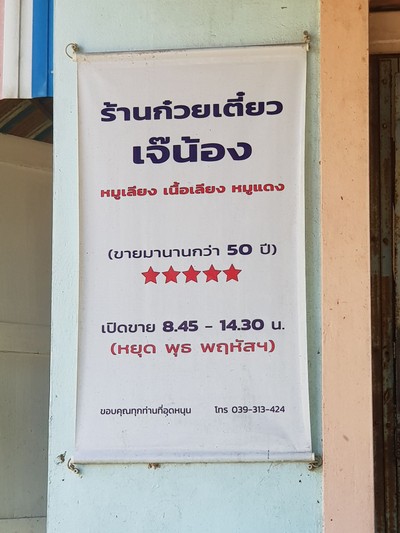 ร้านก๋วยเตี๋ยว
เจ๊น้อง
หมูเลียง เนื้อเลียง หมูแดง
(ขายมานานกว่า 50 ปี)
เปิดขาย 8.45 - 14.30 น.
(หยุด พุธ พฤหัสฯ)
ขอบคุณทุกท่านที่อุดหนุน โทร 039-313-424